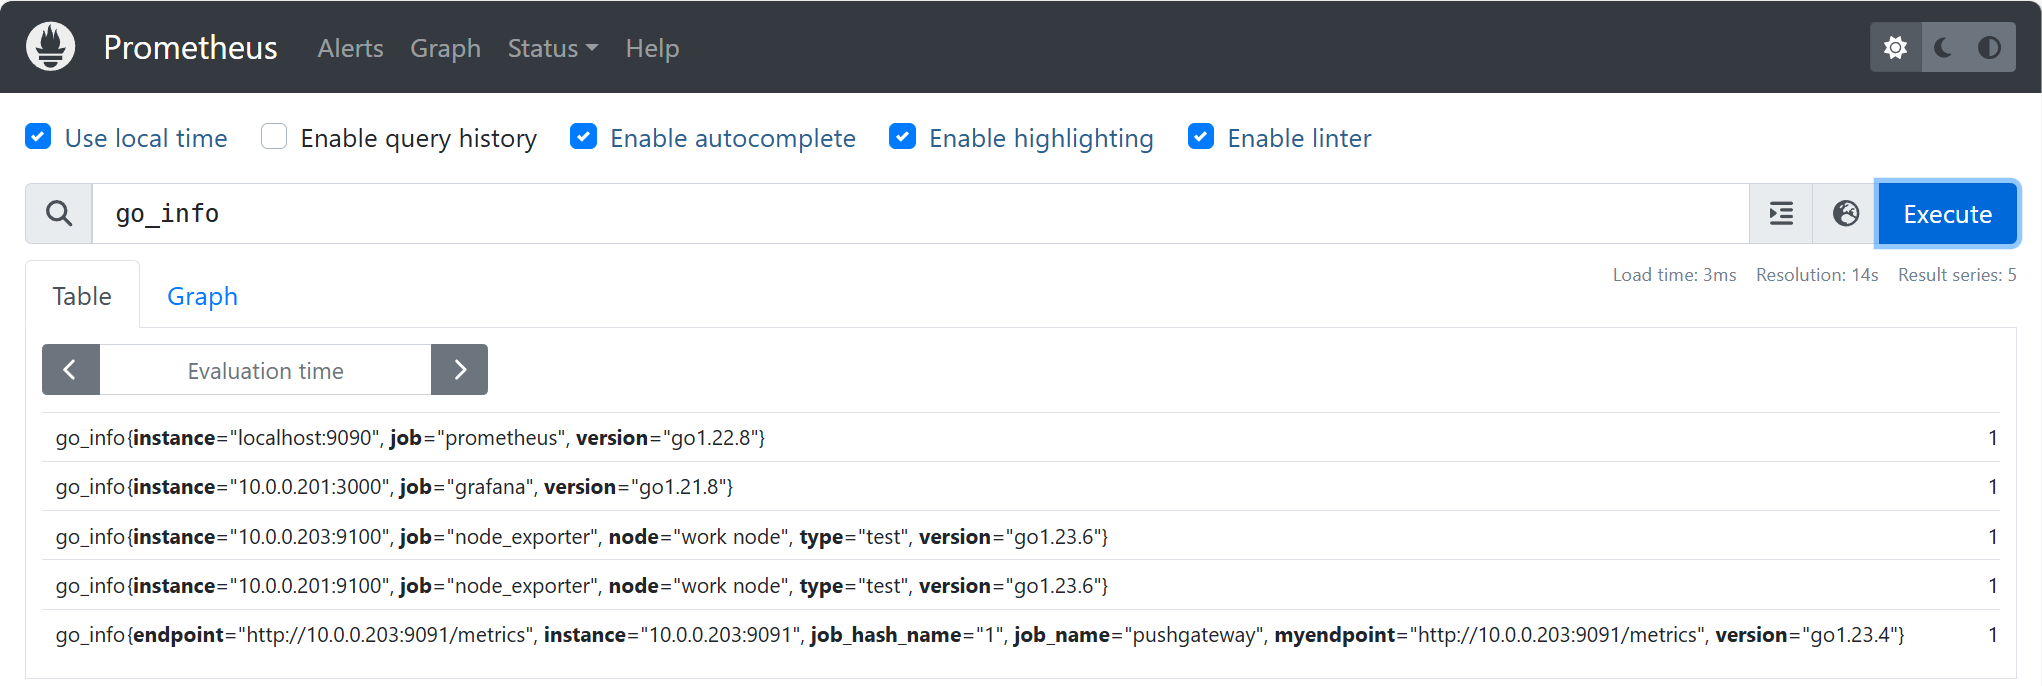 Prometheus Alerts Graph Status Help
Use local time Enable query history Enable autocomplete Enable highlighting Enable linter
go_info Execute
Load time: 3ms Resolution: 14s Result series: 5
Table Graph
Evaluation time
go_info{instance="localhost:9090", job="prometheus", version="go1.22.8"} 1
go_info{instance="10.0.0.201:3000", job="grafana", version="go1.21.8"} 1
go_info{instance="10.0.0.203:9100", job="node_exporter", node="work node", type="test", version="go1.23.6"} 1
go_info{instance="10.0.0.201:9100", job="node_exporter", node="work node", type="test", version="go1.23.6"} 1
go_info{endpoint="http://10.0.0.203:9091/metrics", instance="10.0.0.203:9091", job_hash_name="1", job_name="pushgateway", myendpoint="http://10.0.0.203:9091/metrics", version="go1.23.4"} 1